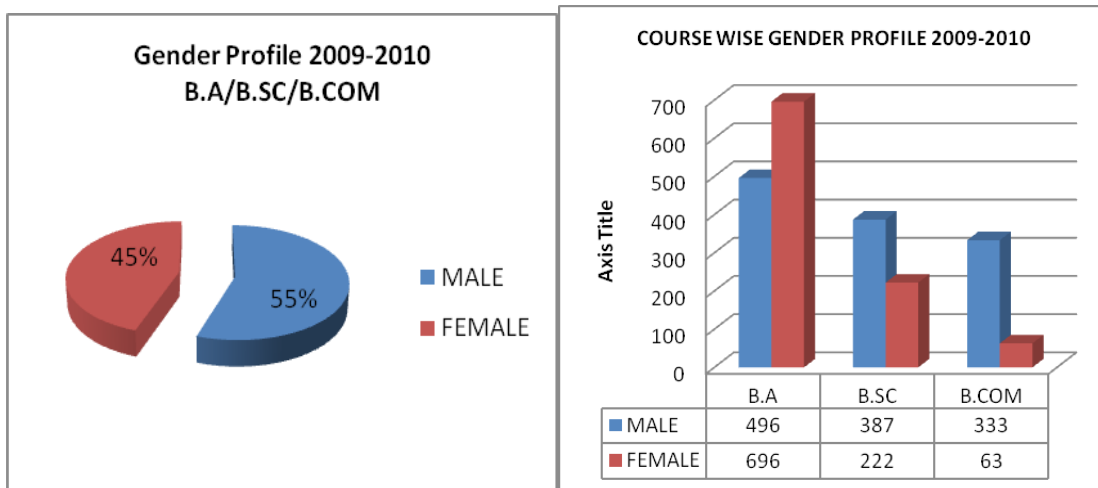 Gender Profile 2009-2010
B.A/B.SC/B.COM
45%
55%
MALE
FEMALE
COURSE WISE GENDER PROFILE 2009-2010
Axis Title
700
600
500
400
300
200
100
0
B.A B.SC B.COM
MALE 496 387 333
FEMALE 696 222 63